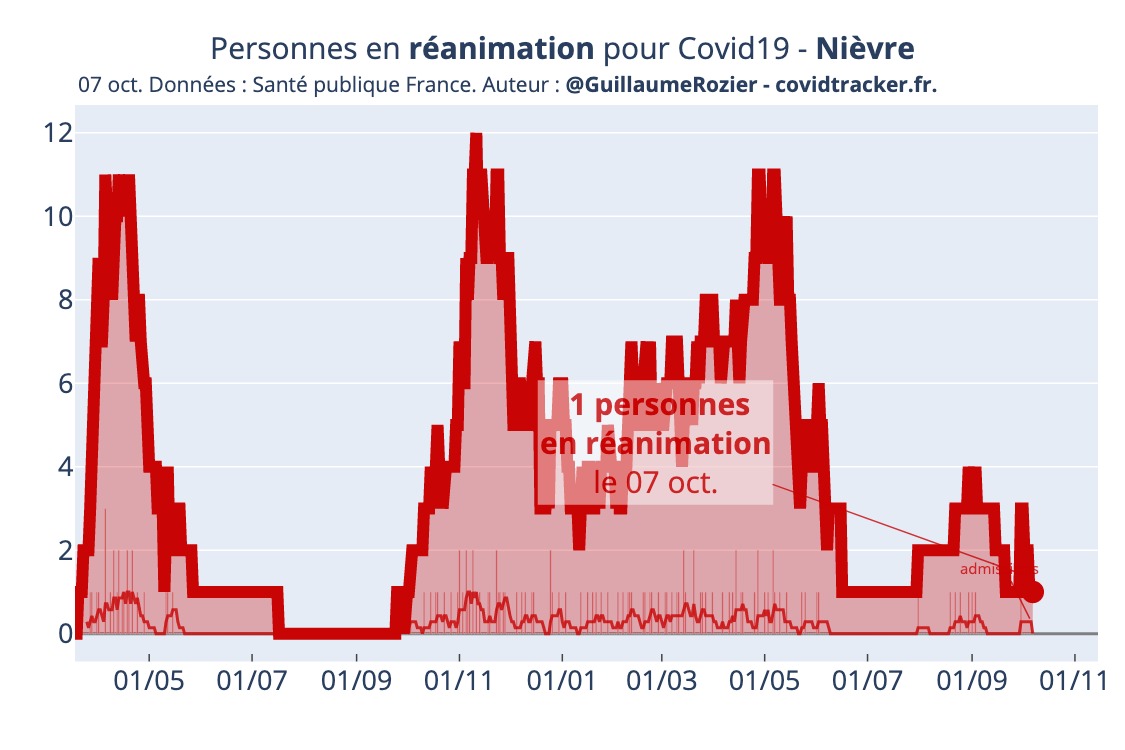 Personnes en réanimation pour Covid19 - Nièvre
07 oct. Données : Santé publique France. Auteur : @GuillaumeRozier - covidtracker.fr.
12
10
8
6
4
2
0
1 personnes
en réanimation
le 07 oct.
01/05 01/07 01/09 01/11 01/01 01/03 01/05 01/07 01/09 01/11